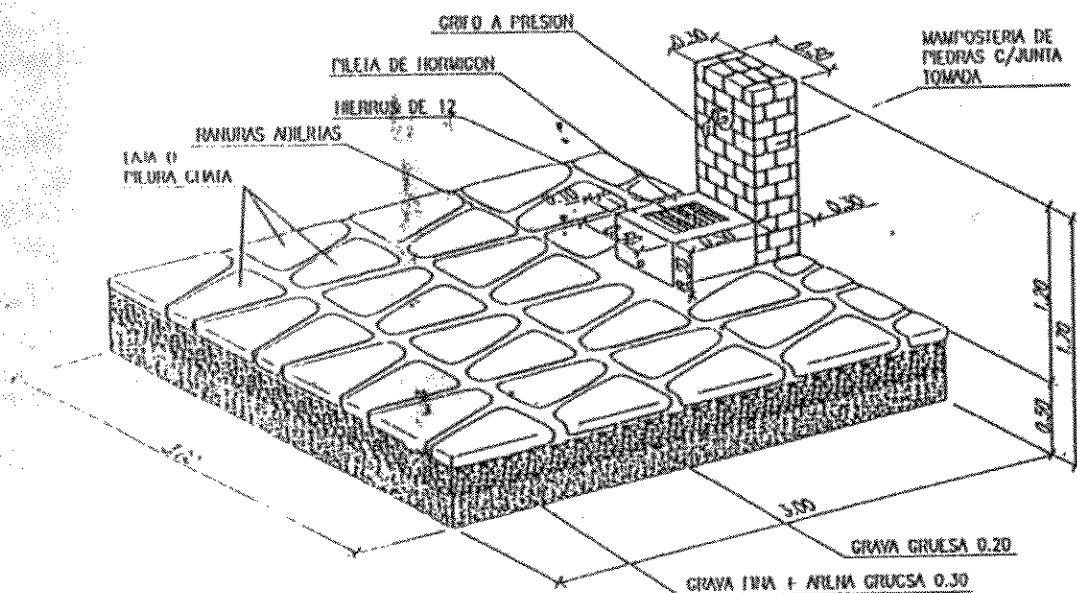 GRIFO A PRESION
PILETA DE HORMIGON
HIERROS DE 12
RANURAS ABIERTAS
LAJA O
PIEDRA CHATA
MAMPOSTERIA DE
PIEDRAS C/JUNTA
TOMADA
0.30
0.30
0.50
1.20
1.70
0.50
3.00
GRAVA GRUESA 0.20
GRAVA FINA + ARENA GRUESA 0.30